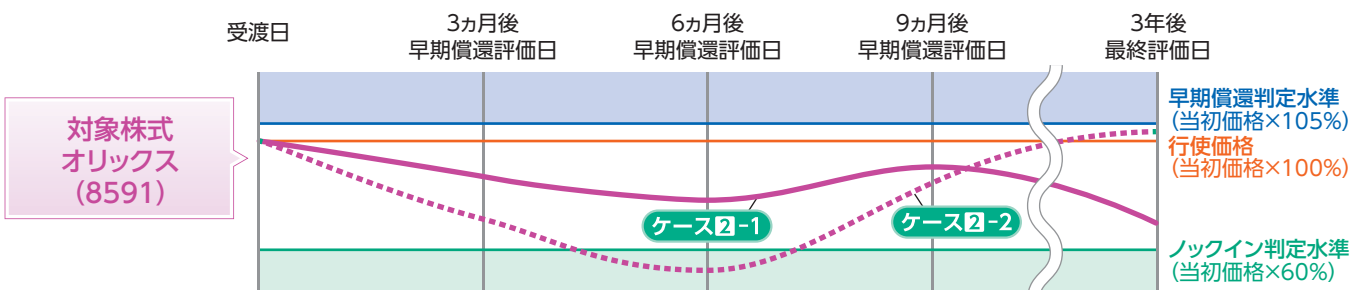 受渡日
3ヵ月後
早期償還評価日
6ヵ月後
早期償還評価日
9ヵ月後
早期償還評価日
3年後
最終評価日
対象株式
オリックス
(8591)
早期償還判定水準
(当初価格×105%)
行使価格
(当初価格×100%)
ケース2-1
ケース2-2
ノックイン判定水準
(当初価格×60%)